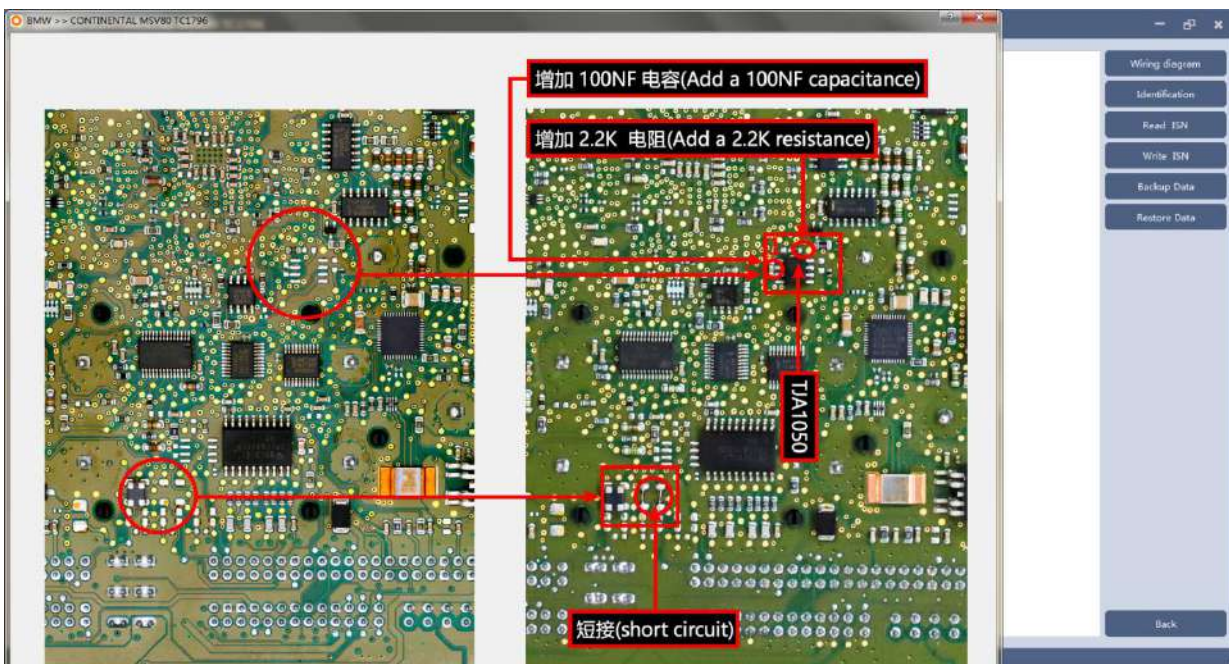 BMW >> CONTINENTAL MSV80 TC1796
增加 100NF 电容(Add a 100NF capacitance)
增加 2.2K 电阻(Add a 2.2K resistance)
TJA1050
短接(short circuit)
Wiring diagram
Identification
Read ISN
Write ISN
Backup Data
Restore Data
Back